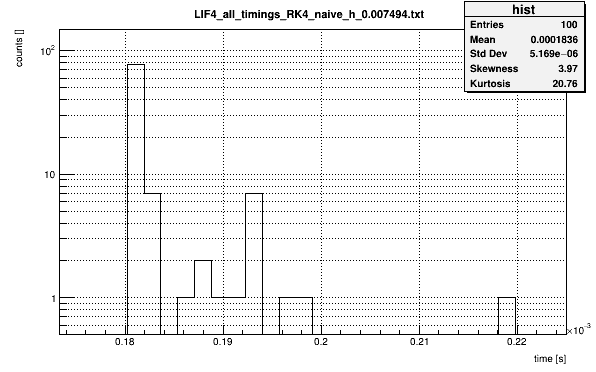 LIF4_all_timings_RK4_naive_h_0.007494.txt
hist
Entries 100
Mean 0.0001836
Std Dev 5.169e−06
Skewness 3.97
Kurtosis 20.76
counts []
10²
10
1
0.18 0.19 0.2 0.21 0.22
×10⁻³
time [s]